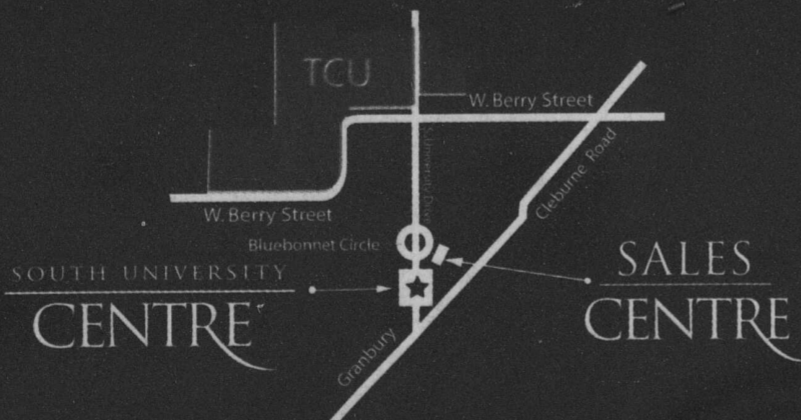 TCU
W. Berry Street
S. University Drive
Cleburne Road
W. Berry Street
Bluebonnet Circle
SOUTH UNIVERSITY
CENTRE
SALES
CENTRE
Granbury